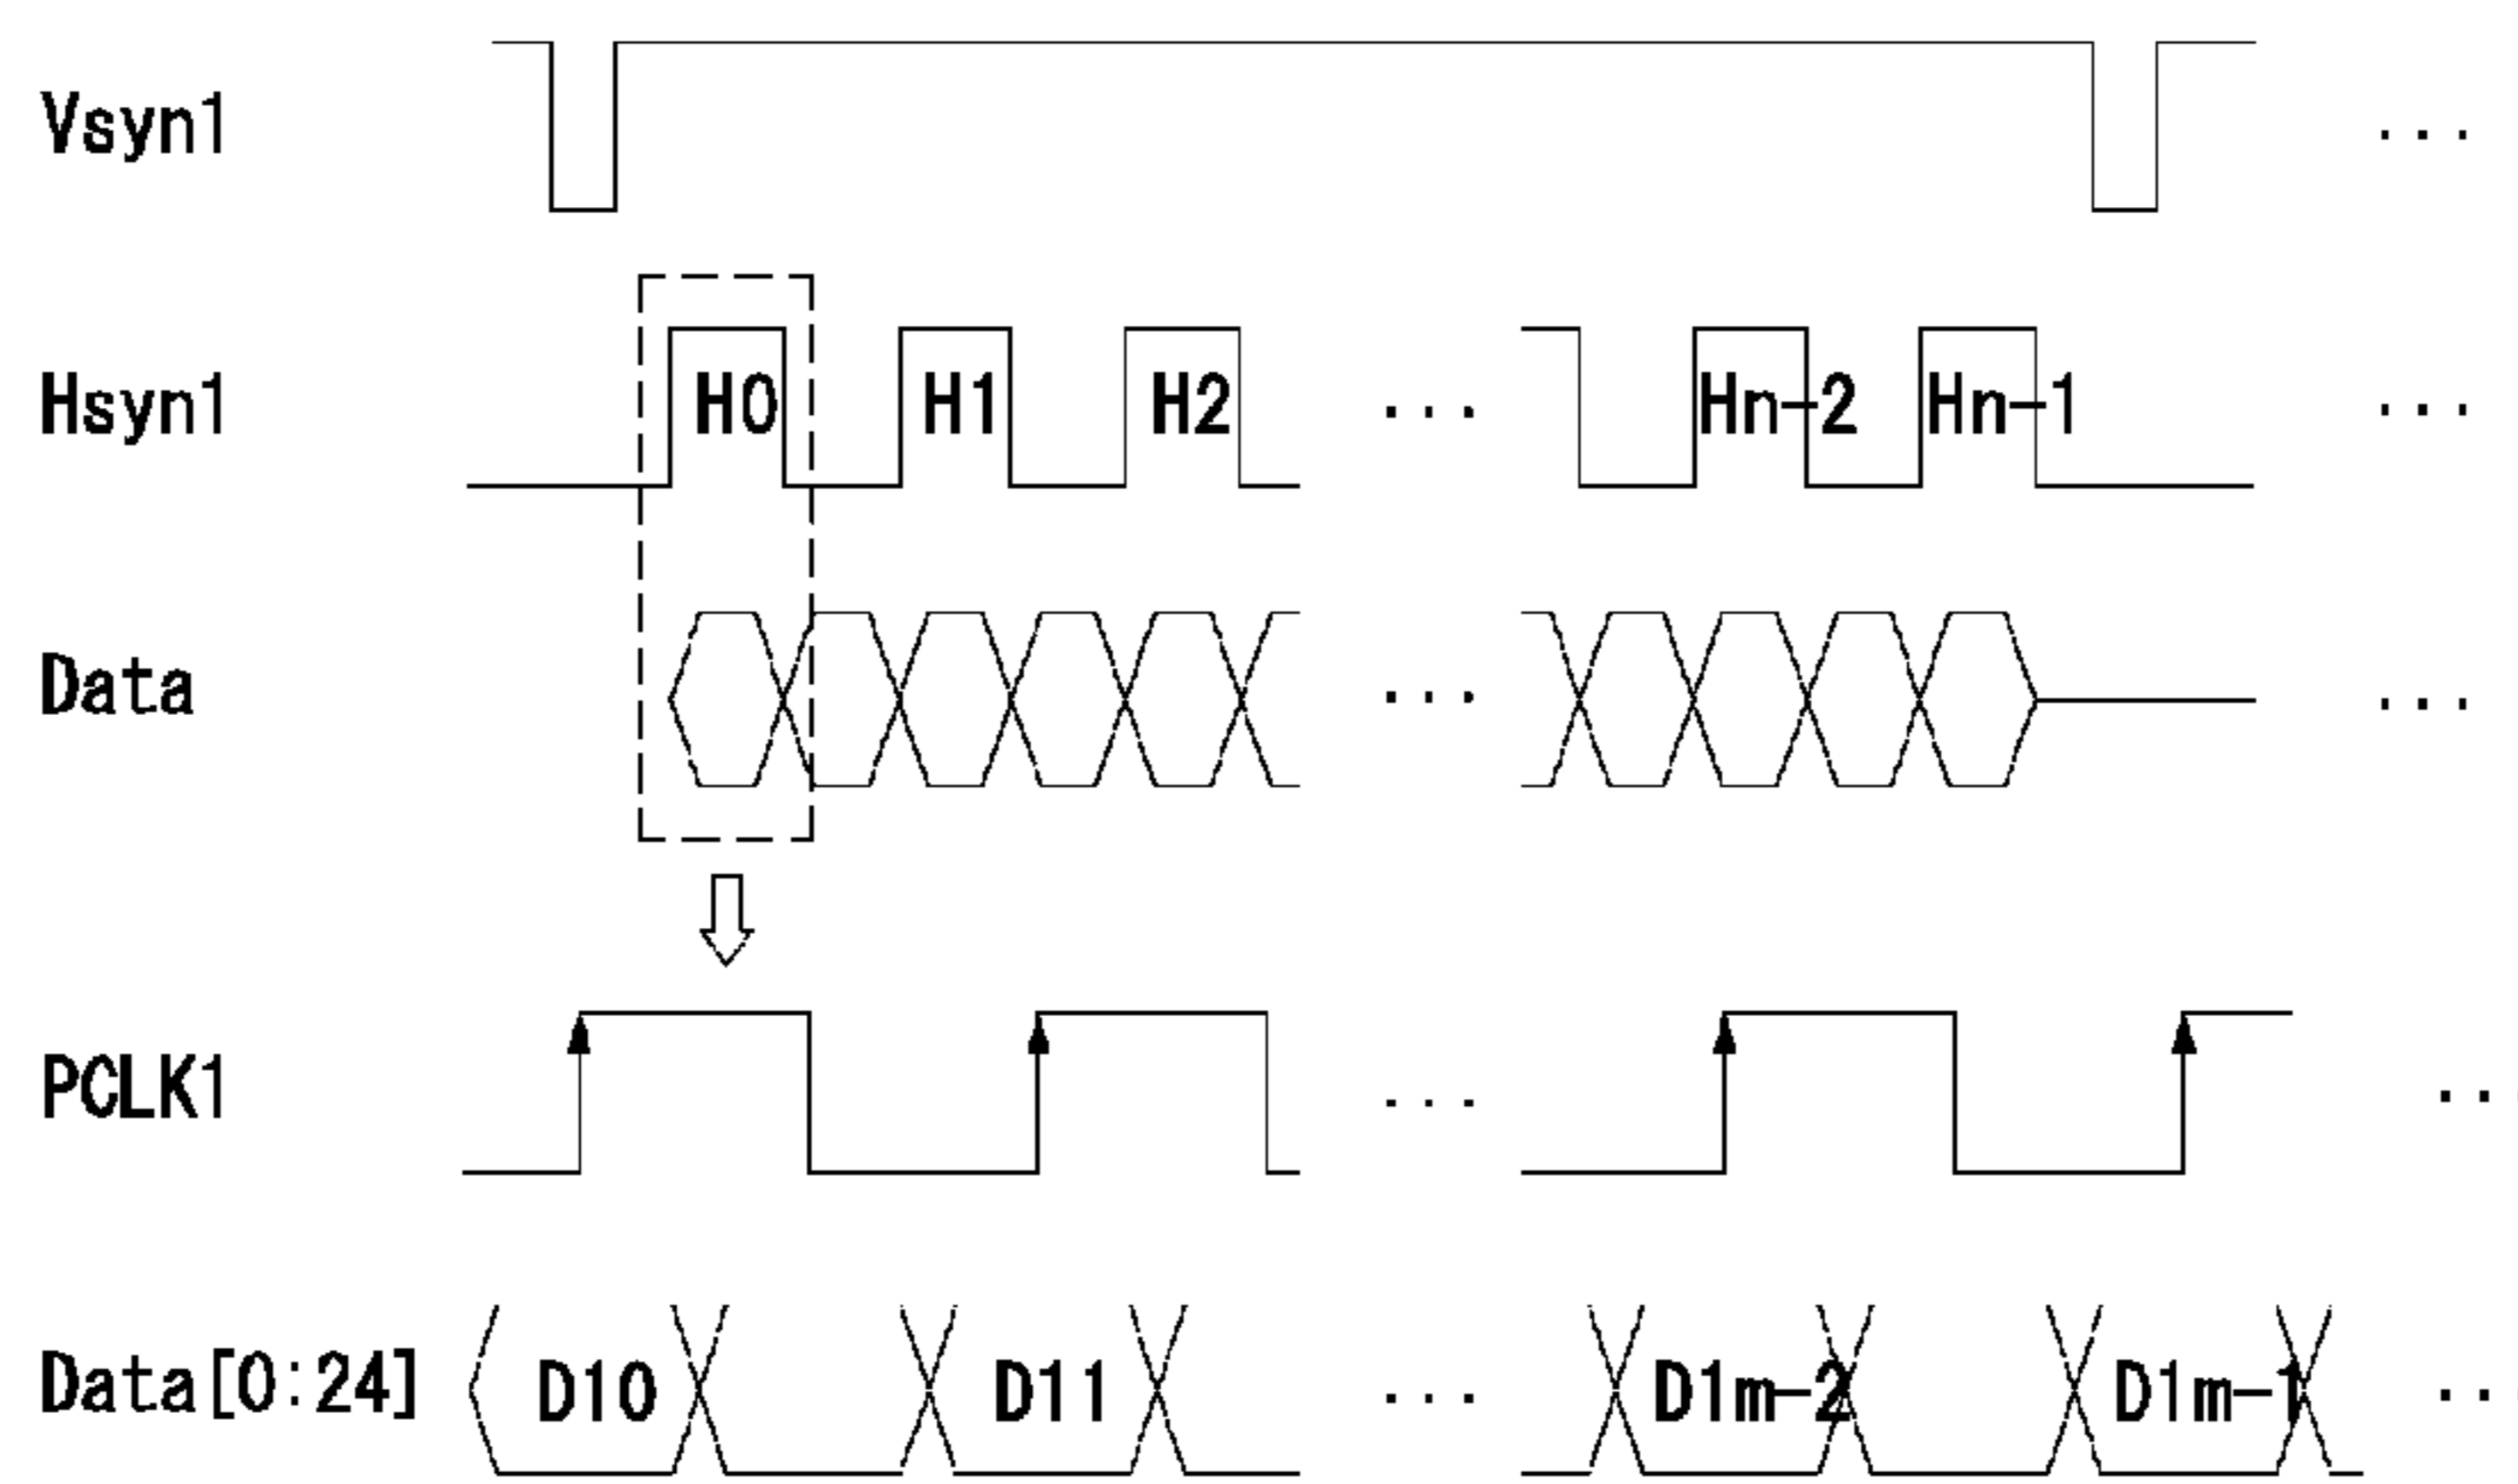 Vsyn1 ...
Hsyn1 H0 H1 H2 ... Hn-2 Hn-1 ...
Data ... ...
PCLK1 ... ..
Data[0:24] D10 D11 ... D1m-2 D1m-1 ..